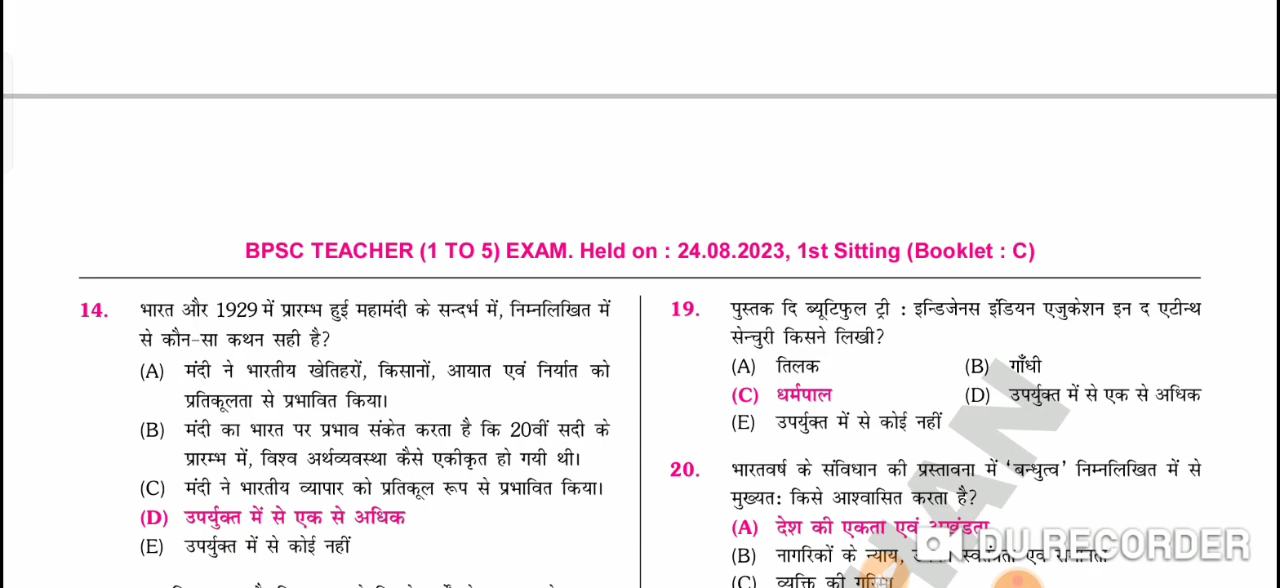 BPSC TEACHER (1 TO 5) EXAM. Held on : 24.08.2023, 1st Sitting (Booklet : C)
14. भारत और 1929 में प्रारम्भ हुई महामंदी के सन्दर्भ में, निम्नलिखित में
से कौन-सा कथन सही है?
(A) मंदी ने भारतीय खेतिहरों, किसानों, आयात एवं निर्यात को
प्रतिकूलता से प्रभावित किया।
(B) मंदी का भारत पर प्रभाव संकेत करता है कि 20वीं सदी के
प्रारम्भ में, विश्व अर्थव्यवस्था कैसे एकीकृत हो गयी थी।
(C) मंदी ने भारतीय व्यापार को प्रतिकूल रूप से प्रभावित किया।
(D) उपर्युक्त में से एक से अधिक
(E) उपर्युक्त में से कोई नहीं
19. पुस्तक दि ब्यूटिफुल ट्री : इन्डिजेनस इंडियन एजुकेशन इन द एटीन्थ
सेन्चुरी किसने लिखी?
(A) तिलक (B) गाँधी
(C) धर्मपाल (D) उपर्युक्त में से एक से अधिक
(E) उपर्युक्त में से कोई नहीं
20. भारतवर्ष के संविधान की प्रस्तावना में 'बन्धुत्व' निम्नलिखित में से
मुख्यत: किसे आश्वासित करता है?
(A) देश की एकता एवं अखंडता
(B) नागरिकों के न्याय,
(C) व्यक्ति की गरिमा
DU RECORDER